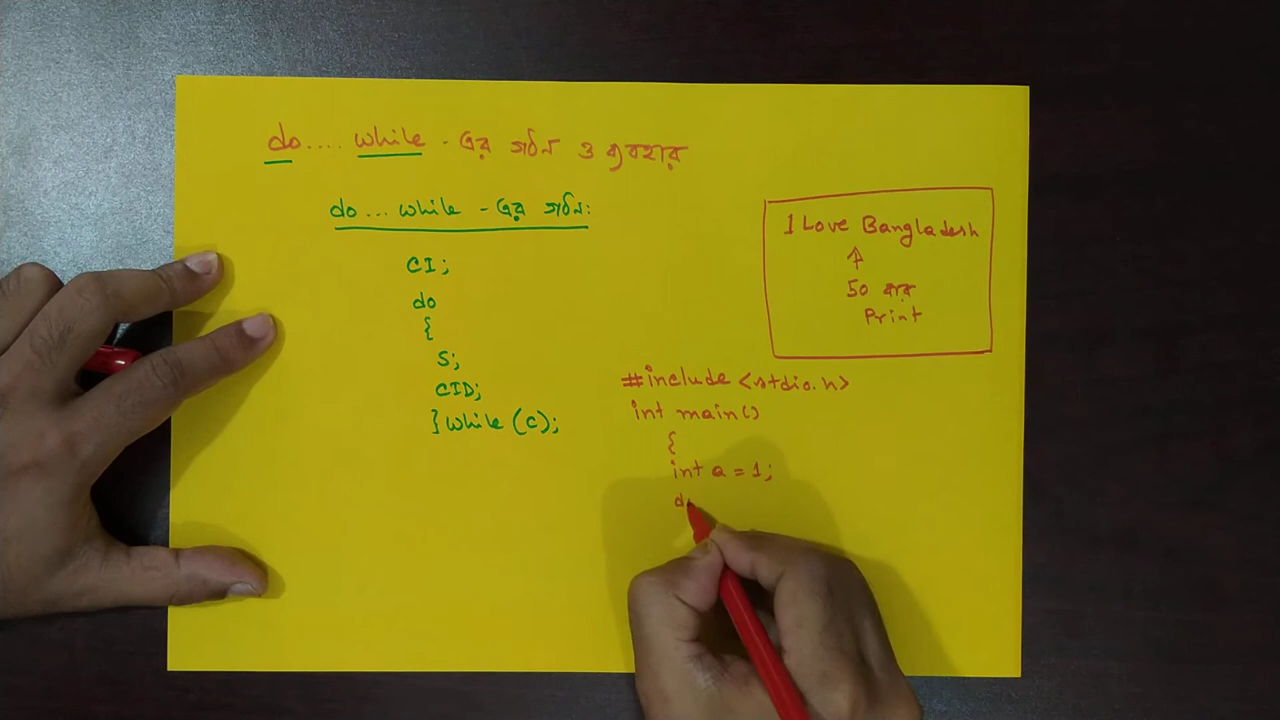 do.... while - এর গঠন ও ব্যবহার
do... while - এর গঠন:
CI;
do
{
S;
CID;
} while (c);
I Love Bangladesh
↑
50 বার
Print
#include <stdio.h>
int main()
{
int a = 1;
do